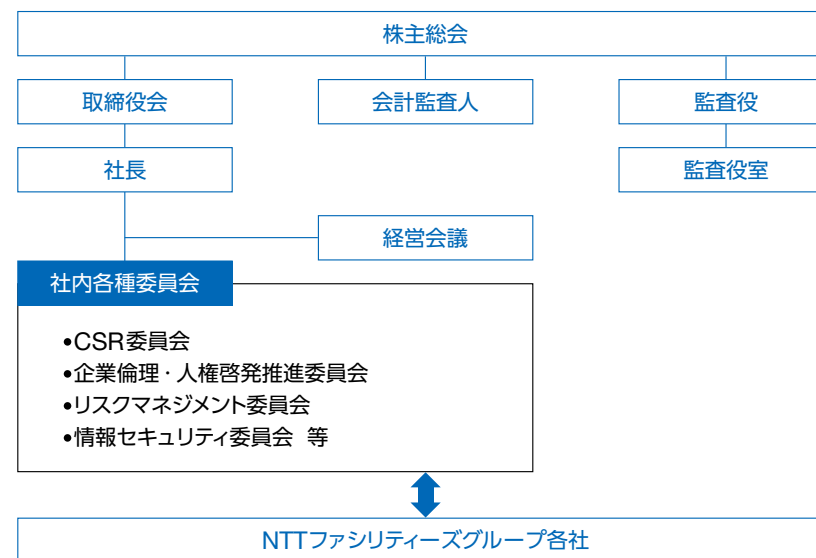 株主総会
取締役会
会計監査人
監査役
社長
監査役室
経営会議
社内各種委員会
•CSR委員会
•企業倫理・人権啓発推進委員会
•リスクマネジメント委員会
•情報セキュリティ委員会 等
NTTファシリティーズグループ各社